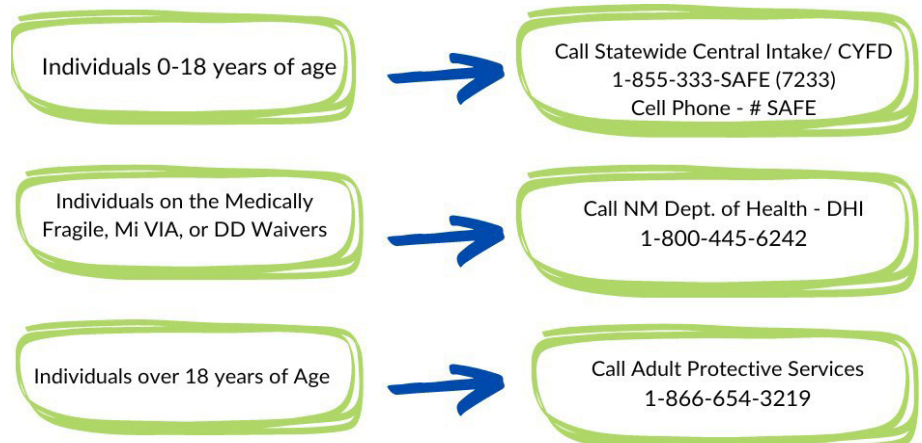 Individuals 0-18 years of age
Call Statewide Central Intake/ CYFD
1-855-333-SAFE (7233)
Cell Phone - # SAFE
Individuals on the Medically
Fragile, Mi VIA, or DD Waivers
Call NM Dept. of Health - DHI
1-800-445-6242
Individuals over 18 years of Age
Call Adult Protective Services
1-866-654-3219